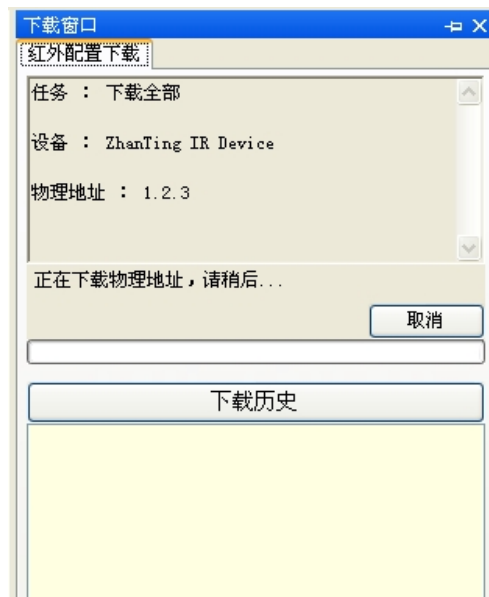 下载窗口
红外配置下载
任务 : 下载全部
设备 : ZhanTing IR Device
物理地址 : 1.2.3
正在下载物理地址，请稍后...
取消
下载历史